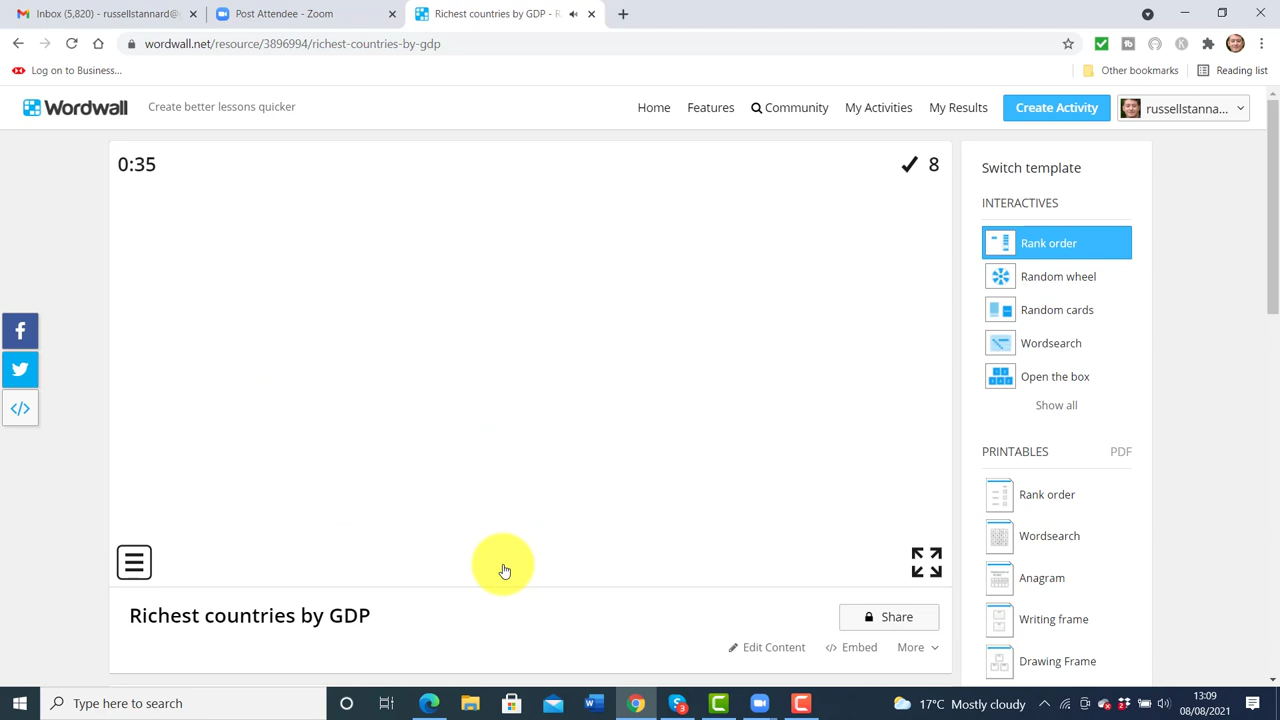 Inbox (5,820) - russellstannard@
Post Attendee - Zoom
Richest countries by GDP - R
wordwall.net/resource/3896994/richest-countries-by-gdp
Log on to Business...
Other bookmarks
Reading list
Wordwall
Create better lessons quicker
Home
Features
Community
My Activities
My Results
Create Activity
russellstanna...
0:35
8
Switch template
INTERACTIVES
Rank order
Random wheel
Random cards
Wordsearch
Open the box
Show all
PRINTABLES
PDF
Rank order
Wordsearch
Anagram
Writing frame
Drawing Frame
Richest countries by GDP
Share
Edit Content
Embed
More
Type here to search
17°C Mostly cloudy
13:09
08/08/2021